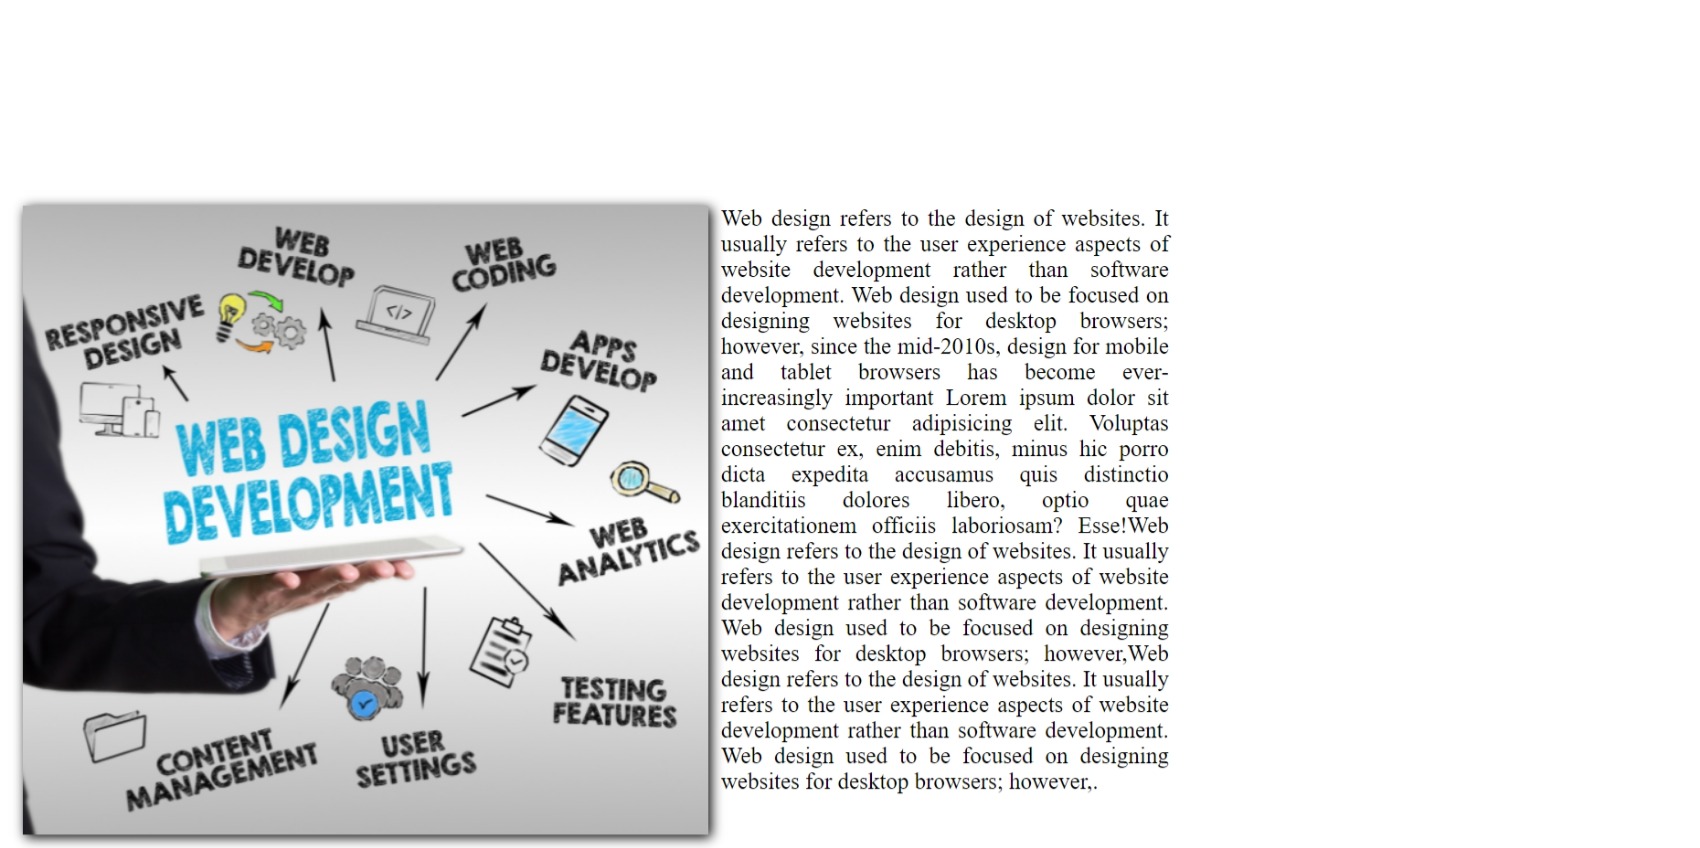 WEB
DEVELOP
WEB
CODING
RESPONSIVE
DESIGN
</>
APPS
DEVELOP
WEB DESIGN
DEVELOPMENT
WEB
ANALYTICS
TESTING
FEATURES
CONTENT
MANAGEMENT
USER
SETTINGS
Web design refers to the design of websites. It
usually refers to the user experience aspects of
website development rather than software
development. Web design used to be focused on
designing websites for desktop browsers;
however, since the mid-2010s, design for mobile
and tablet browsers has become ever-
increasingly important Lorem ipsum dolor sit
amet consectetur adipisicing elit. Voluptas
consectetur ex, enim debitis, minus hic porro
dicta expedita accusamus quis distinctio
blanditiis dolores libero, optio quae
exercitationem officiis laboriosam? Esse!Web
design refers to the design of websites. It usually
refers to the user experience aspects of website
development rather than software development.
Web design used to be focused on designing
websites for desktop browsers; however,Web
design refers to the design of websites. It usually
refers to the user experience aspects of website
development rather than software development.
Web design used to be focused on designing
websites for desktop browsers; however,.